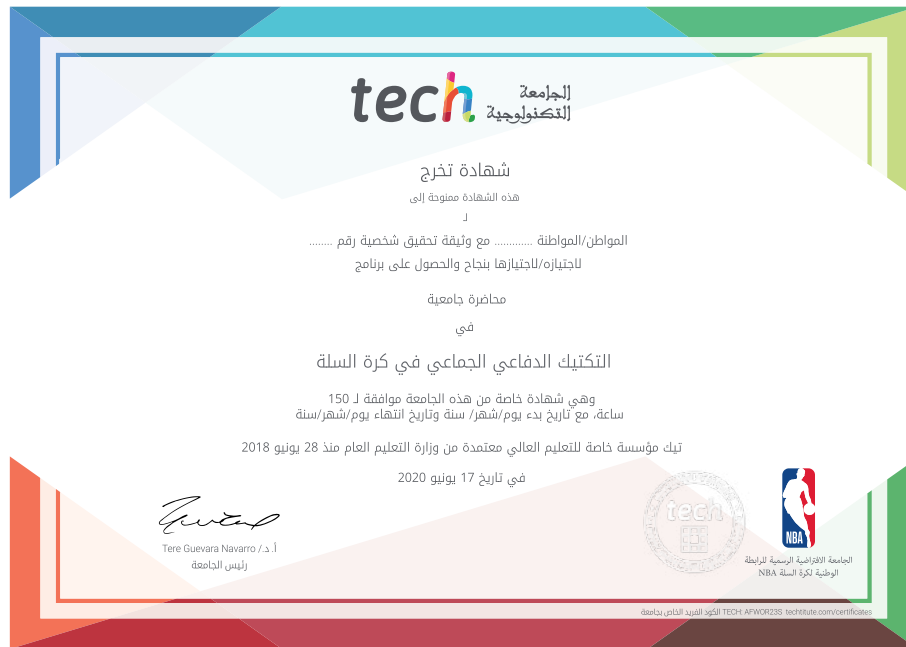 tech الجامعة
التكنولوجية
شهادة تخرج
هذه الشهادة ممنوحة إلى
لـ
المواطن/المواطنة ............. مع وثيقة تحقيق شخصية رقم ........
لاجتيازه/لاجتيازها بنجاح والحصول على برنامج
محاضرة جامعية
في
التكتيك الدفاعي الجماعي في كرة السلة
وهي شهادة خاصة من هذه الجامعة موافقة لـ 150
ساعة، مع تاريخ بدء يوم/شهر/ سنة وتاريخ انتهاء يوم/شهر/سنة
تيك مؤسسة خاصة للتعليم العالي معتمدة من وزارة التعليم العام منذ 28 يونيو 2018
في تاريخ 17 يونيو 2020
أ. د./ Tere Guevara Navarro
رئيس الجامعة
tech
NBA
الجامعة الافتراضية الرسمية للرابطة
الوطنية لكرة السلة NBA
الكود الفريد الخاص بجامعة TECH: AFWOR23S techtitute.com/certificates